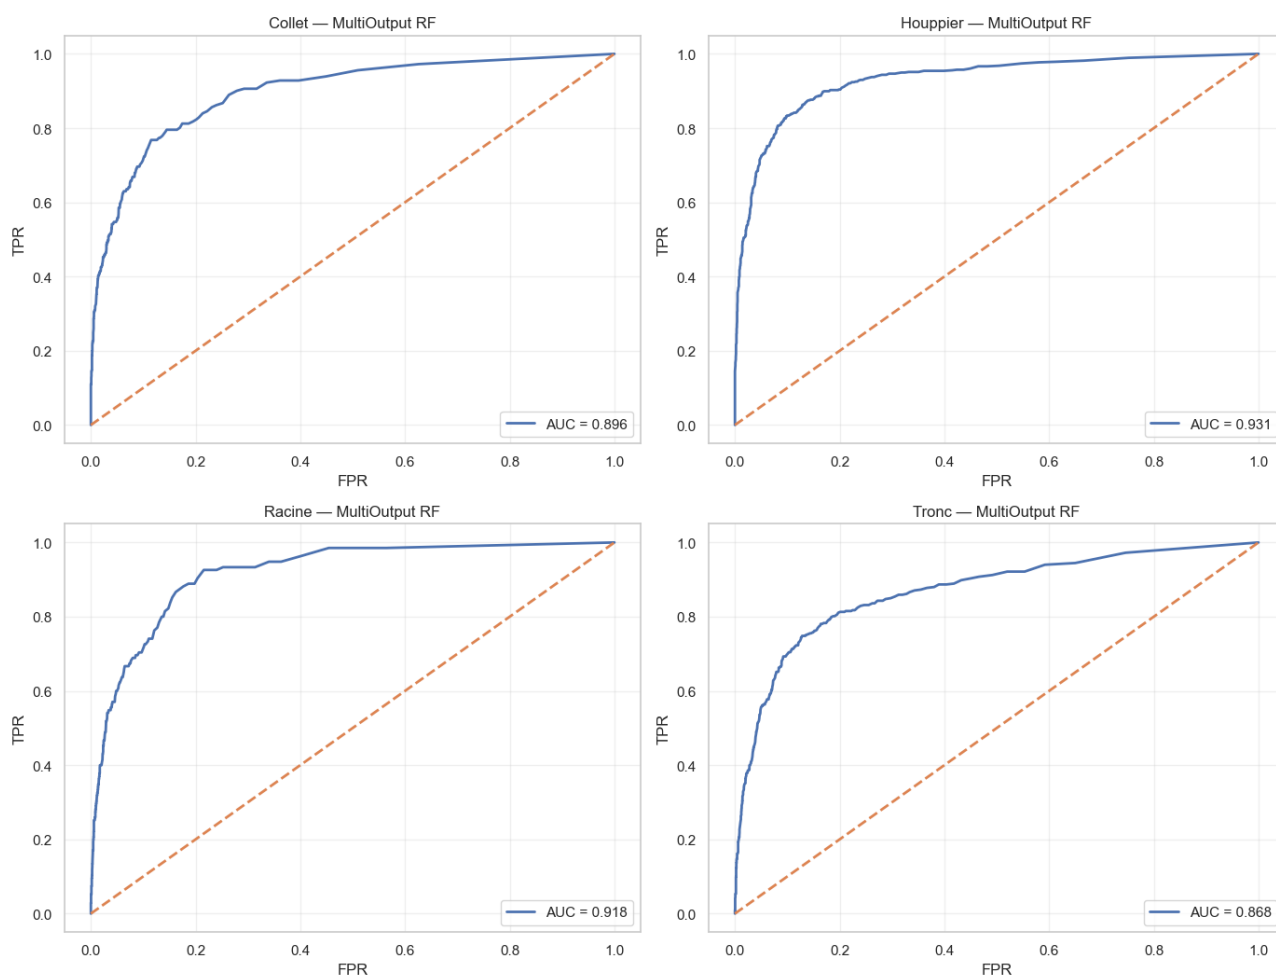 Collet — MultiOutput RF
1.0
0.8
0.6
0.4
0.2
0.0
TPR
0.0 0.2 0.4 0.6 0.8 1.0
FPR
AUC = 0.896
Houppier — MultiOutput RF
1.0
0.8
0.6
0.4
0.2
0.0
TPR
0.0 0.2 0.4 0.6 0.8 1.0
FPR
AUC = 0.931
Racine — MultiOutput RF
1.0
0.8
0.6
0.4
0.2
0.0
TPR
0.0 0.2 0.4 0.6 0.8 1.0
FPR
AUC = 0.918
Tronc — MultiOutput RF
1.0
0.8
0.6
0.4
0.2
0.0
TPR
0.0 0.2 0.4 0.6 0.8 1.0
FPR
AUC = 0.868